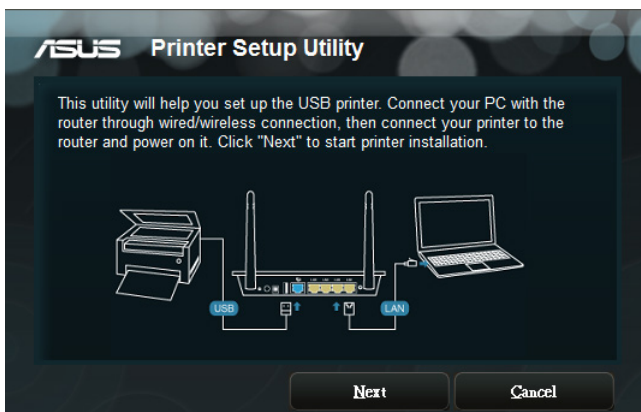 ASUS Printer Setup Utility
This utility will help you set up the USB printer. Connect your PC with the
router through wired/wireless connection, then connect your printer to the
router and power on it. Click "Next" to start printer installation.
USB
LAN
Next
Cancel